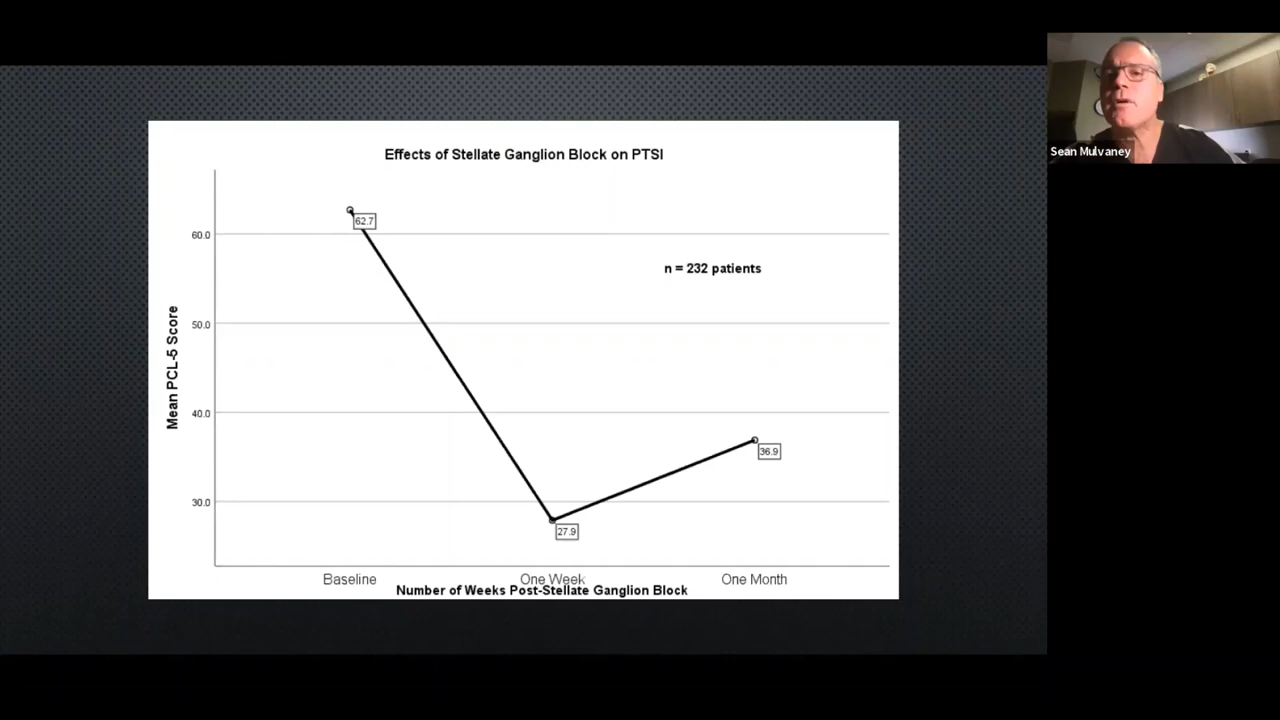 Effects of Stellate Ganglion Block on PTSI
62.7
60.0
n = 232 patients
50.0
Mean PCL-5 Score
40.0
36.9
30.0
27.9
Baseline One Week One Month
Number of Weeks Post-Stellate Ganglion Block
Sean Mulvaney